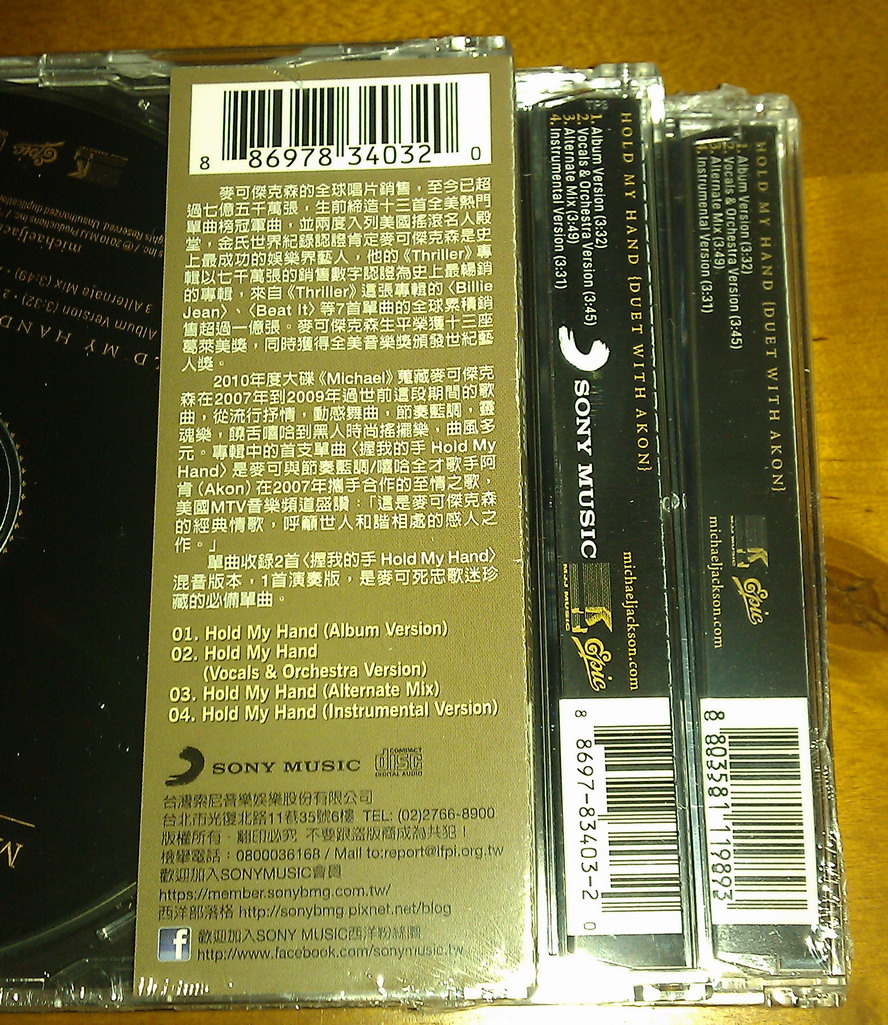 8 86978 34032 0
麥可傑克森的全球唱片銷售，至今已超
過七億五千萬張，生前締造十三首全美熱門
單曲榜冠軍曲，並兩度入列美國搖滾名人殿
堂，金氏世界紀錄認證肯定麥可傑克森是史
上最成功的娛樂界藝人，他的《Thriller》專
輯以七千萬張的銷售數字認證為史上最暢銷
的專輯，來自《Thriller》這張專輯的〈Billie
Jean〉、〈Beat It〉等7首單曲的全球累積銷
售超過一億張。麥可傑克森生平榮獲十三座
葛萊美獎，同時獲得全美音樂獎頒發世紀藝
人獎。
2010年度大碟《Michael》蒐藏麥可傑克
森在2007年到2009年過世前這段期間的歌
曲，從流行抒情，動感舞曲，節奏藍調，靈
魂樂，饒舌嘻哈到黑人時尚搖擺樂，曲風多
元。專輯中的首支單曲〈握我的手 Hold My
Hand〉是麥可與節奏藍調/嘻哈全才歌手阿
肯（Akon）在2007年攜手合作的至情之歌，
美國MTV音樂頻道盛讚：「這是麥可傑克森
的經典情歌，呼籲世人和諧相處的感人之
作。」
單曲收錄2首〈握我的手 Hold My Hand〉
混音版本，1首演奏版，是麥可死忠歌迷珍
藏的必備單曲。
01. Hold My Hand (Album Version)
02. Hold My Hand
(Vocals & Orchestra Version)
03. Hold My Hand (Alternate Mix)
04. Hold My Hand (Instrumental Version)
SONY MUSIC
COMPACT
disc
DIGITAL AUDIO
台灣索尼音樂娛樂股份有限公司
台北市光復北路11巷35號6樓 TEL: (02)2766-8900
版權所有．翻印必究 不要跟盜版商成為共犯！
檢舉電話：0800036168 / Mail to:report@ifpi.org.tw
歡迎加入SONYMUSIC會員
https://member.sonybmg.com.tw/
西洋部落格 http://sonybmg.pixnet.net/blog
f 歡迎加入SONY MUSIC西洋粉絲團
http://www.facebook.com/sonymusic.tw
HOLD MY HAND {DUET WITH AKON}
1. Album Version (3:32)
2. Vocals & Orchestra Version (3:45)
3. Alternate Mix (3:49)
4. Instrumental Version (3:31)
SONY MUSIC
MJJ MUSIC
Epic
michaeljackson.com
8 8697-83403-2 0
HOLD MY HAND {DUET WITH AKON}
1. Album Version (3:32)
2. Vocals & Orchestra Version (3:45)
3. Alternate Mix (3:49)
4. Instrumental Version (3:31)
Epic
michaeljackson.com
8 803581 119893
Epic
3 Alternate Mix (3:49)
Album Version (3:32)